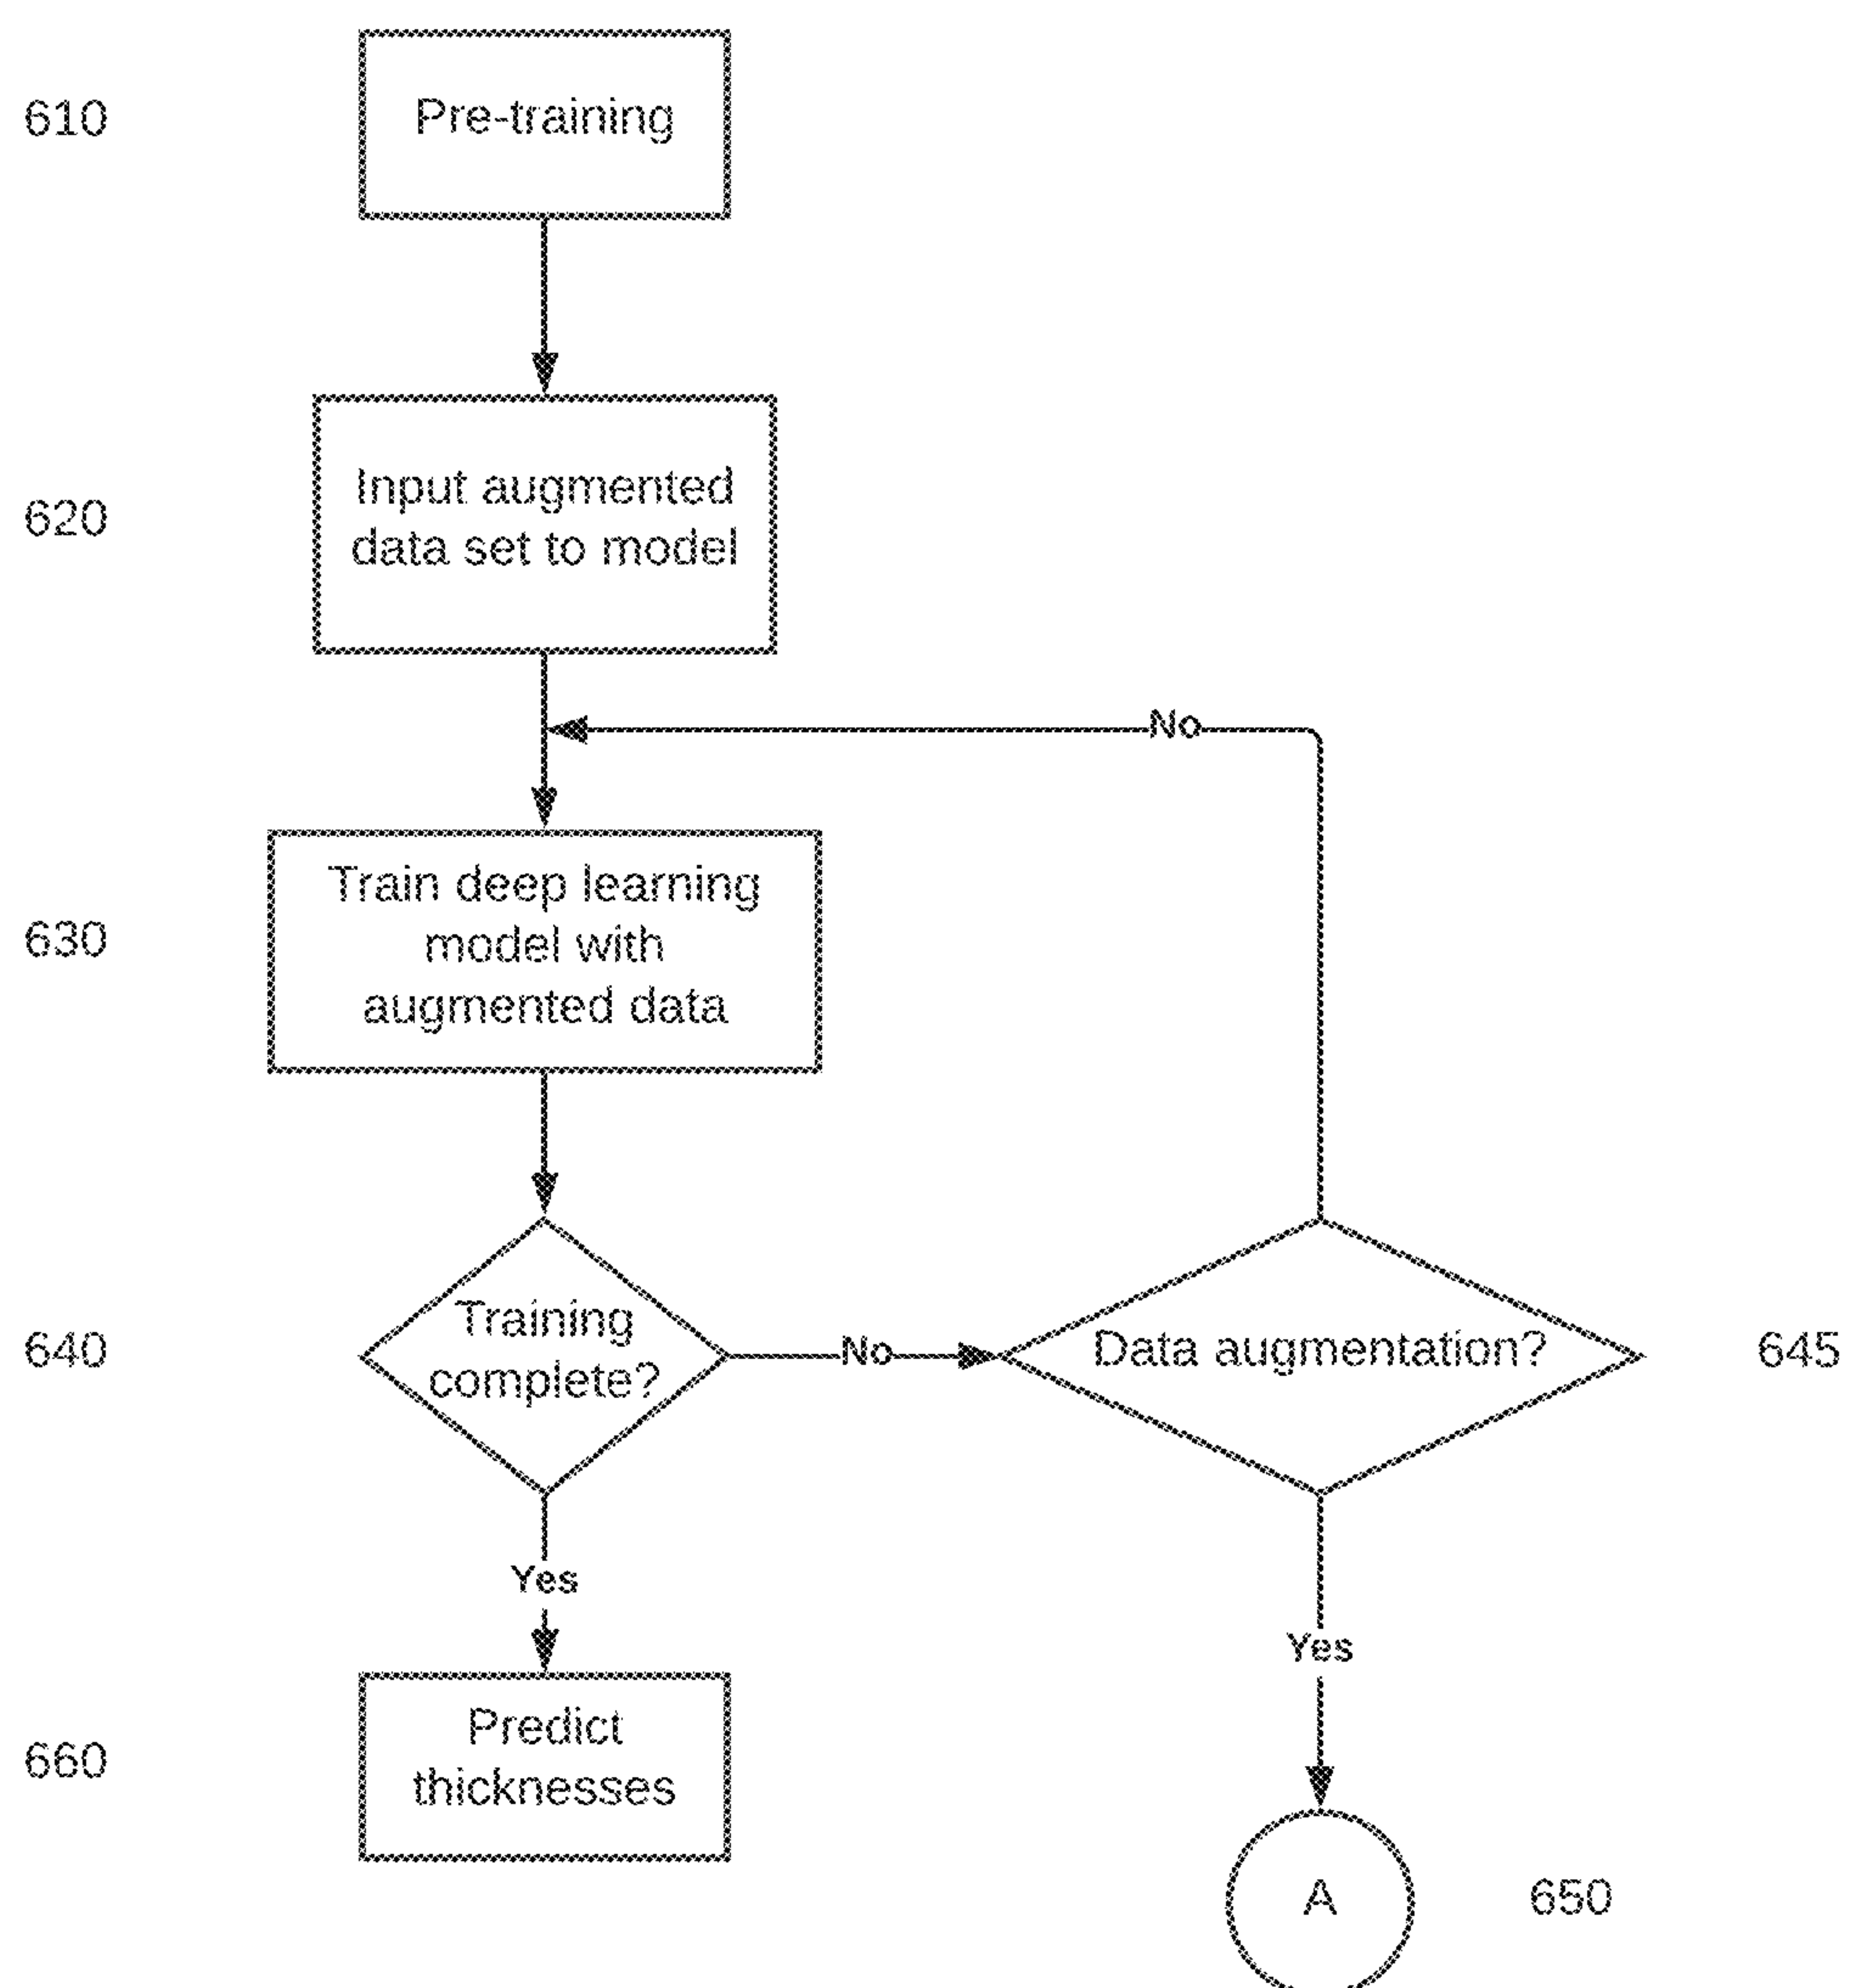 610
Pre-training
620
Input augmented
data set to model
No
630
Train deep learning
model with
augmented data
640
Training
complete?
No
Data augmentation?
645
Yes
Yes
660
Predict
thicknesses
A
650